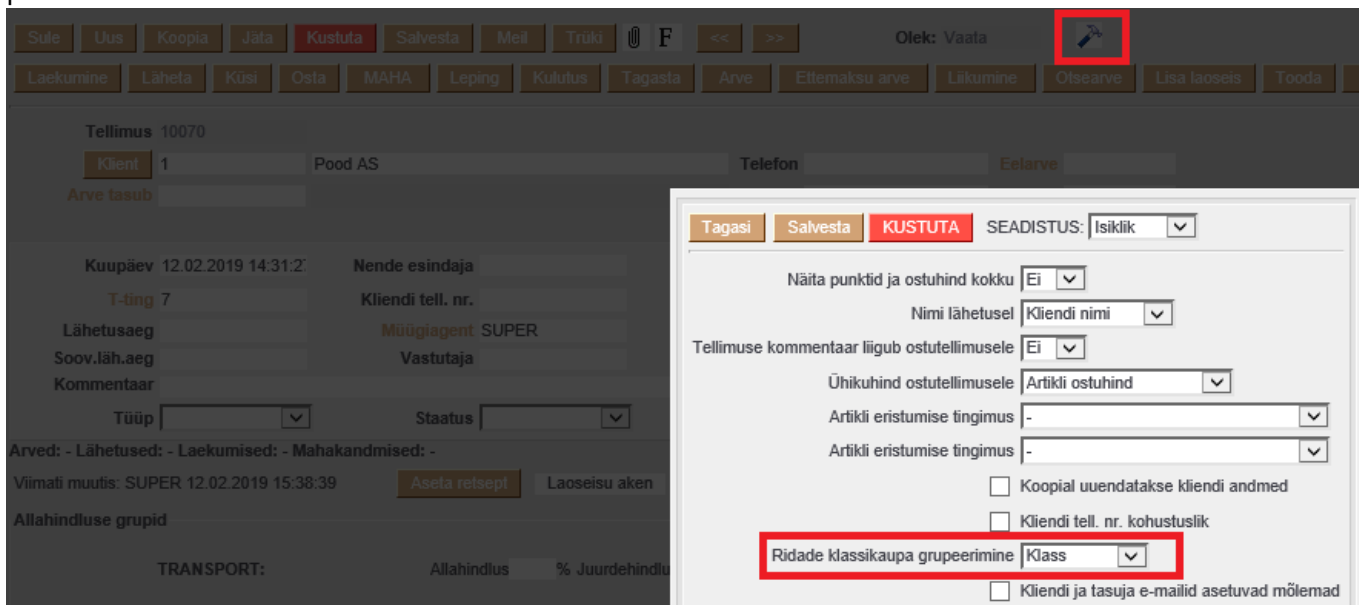 Sule Uus Koopia Jäta Kustuta Salvesta Meil Trüki F << >> Olek: Vaata
Laekumine Läheta Küsi Osta MAHA Leping Kulutus Tagasta Arve Ettemaksu arve Liikumine Otsearve Lisa laoseis Tooda
Tellimus 10070
Klient 1 Pood AS Telefon Eelarve
Arve tasub
Kuupäev 12.02.2019 14:31:2 Nende esindaja
T-ting 7 Kliendi tell. nr.
Lähetusaeg Müügiagent SUPER
Soov.läh.aeg Vastutaja
Kommentaar
Tüüp Staatus
Arved: - Lähetused: - Laekumised: - Mahakandmised: -
Viimati muutis: SUPER 12.02.2019 15:38:39 Aseta retsept Laoseisu aken
Allahindluse grupid
TRANSPORT: Allahindlus % Juurdehindlu
Tagasi Salvesta KUSTUTA SEADISTUS: Isiklik
Näita punktid ja ostuhind kokku Ei
Nimi lähetusel Kliendi nimi
Tellimuse kommentaar liigub ostutellimusele Ei
Ühikuhind ostutellimusele Artikli ostuhind
Artikli eristumise tingimus -
Artikli eristumise tingimus -
Koopial uuendatakse kliendi andmed
Kliendi tell. nr. kohustuslik
Ridade klassikaupa grupeerimine Klass
Kliendi ja tasuja e-mailid asetuvad mõlemad